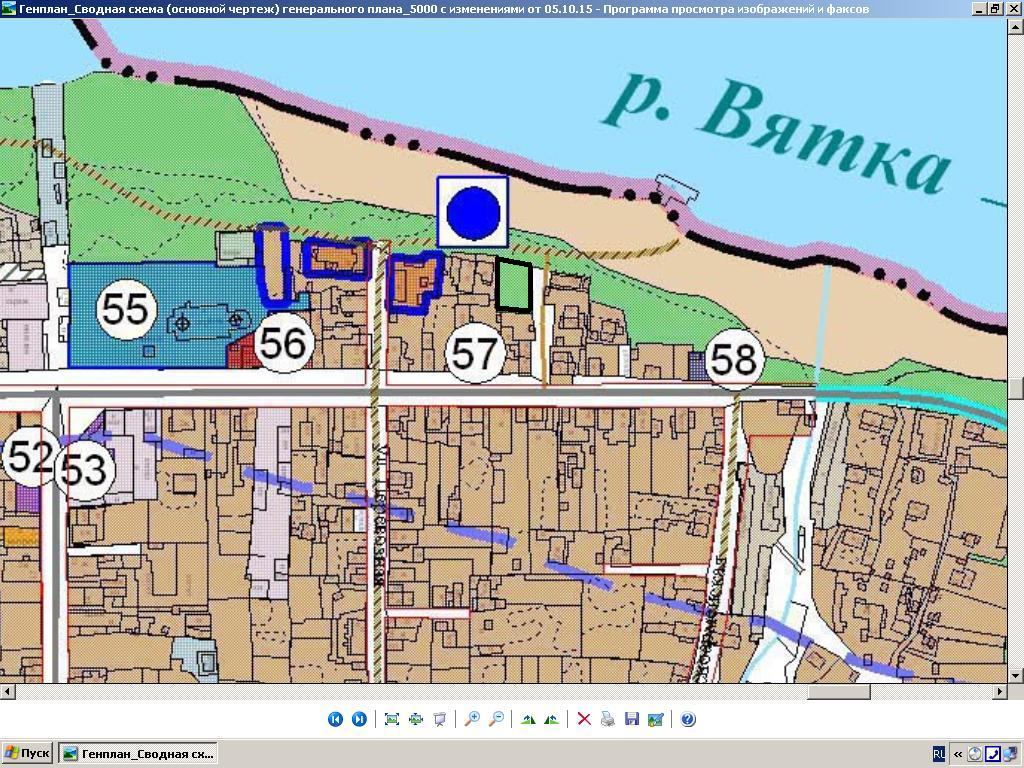 Генплан_Сводная схема (основной чертеж) генерального плана_5000 с изменениями от 05.10.15 - Программа просмотра изображений и факсов
р. Вятка
55
56
57
58
52
53
Пуск
Генплан_Сводная сх...
RL
«